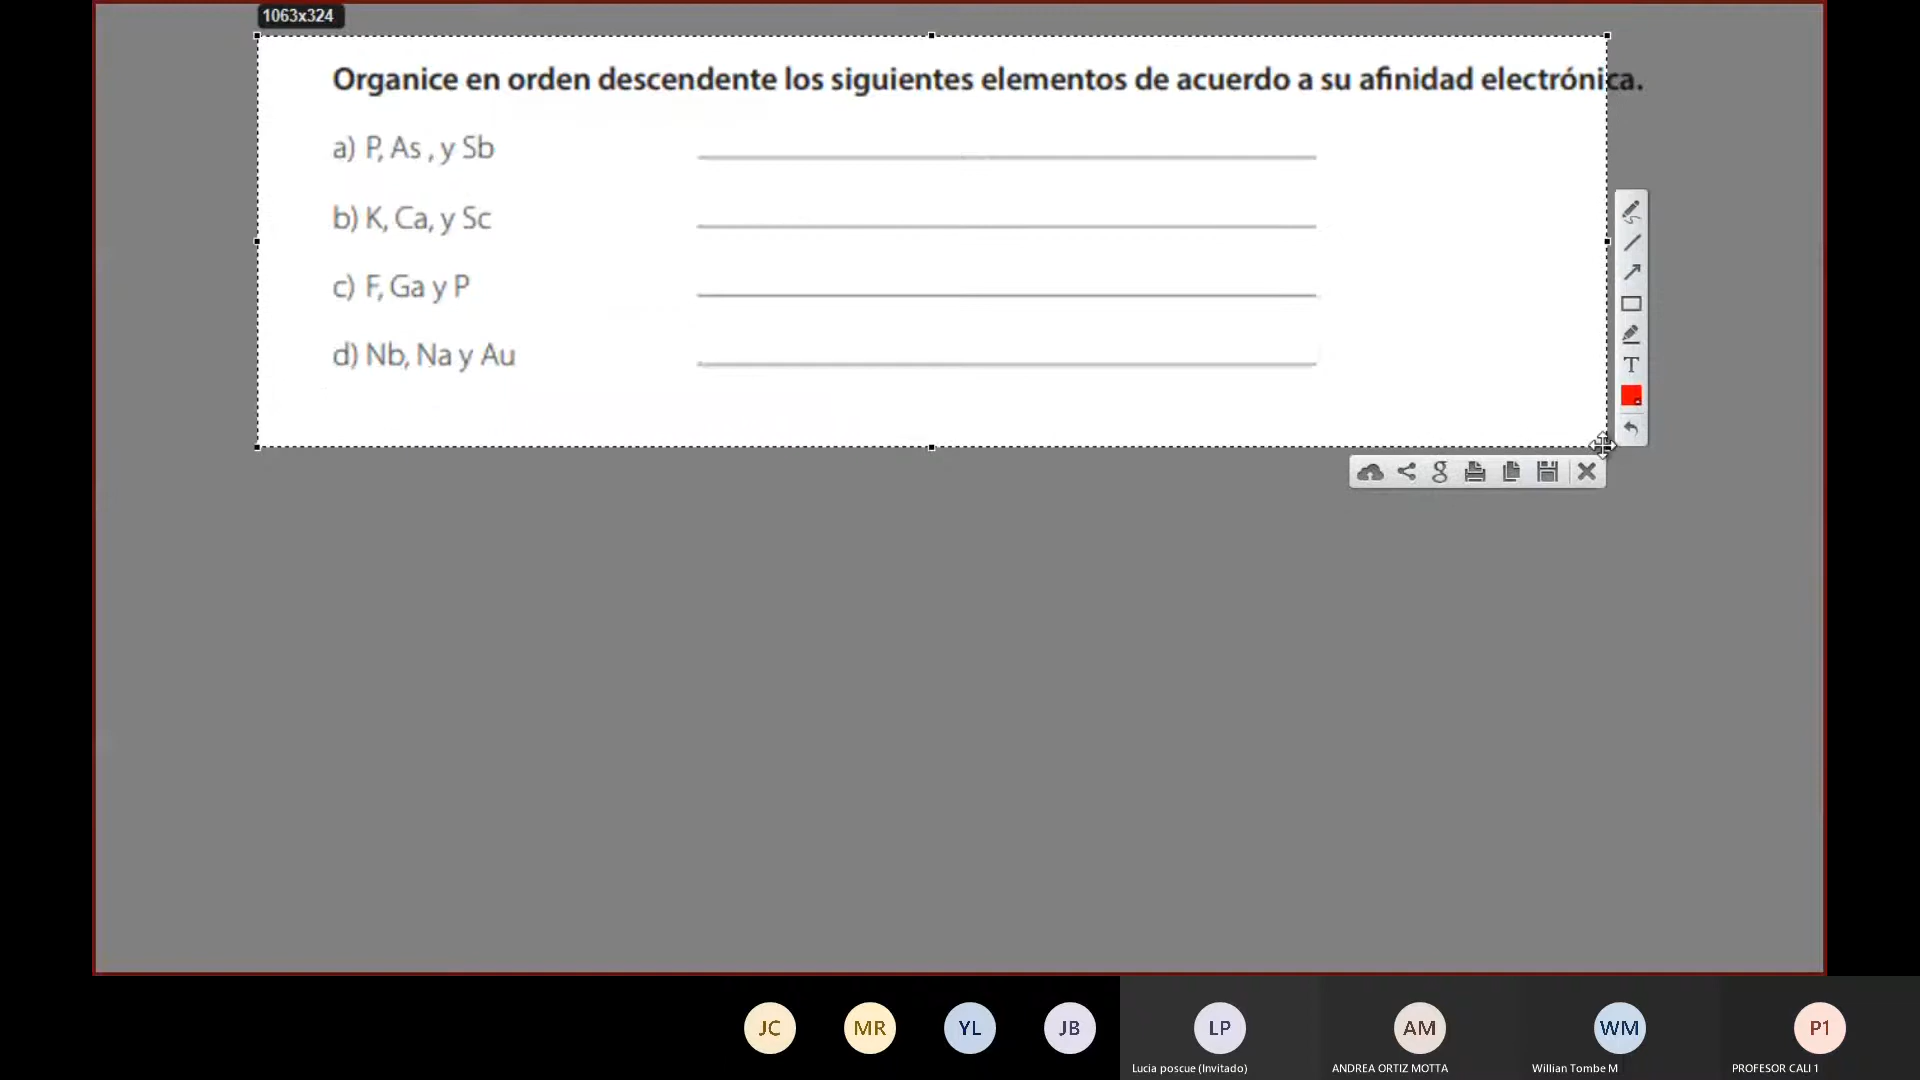 1063x324
Organice en orden descendente los siguientes elementos de acuerdo a su afinidad electrónica.
a) P, As , y Sb
b) K, Ca, y Sc
c) F, Ga y P
d) Nb, Na y Au
T
g
JC MR YL JB LP AM WM P1
Lucia poscue (Invitado) ANDREA ORTIZ MOTTA Willian Tombe M PROFESOR CALI 1